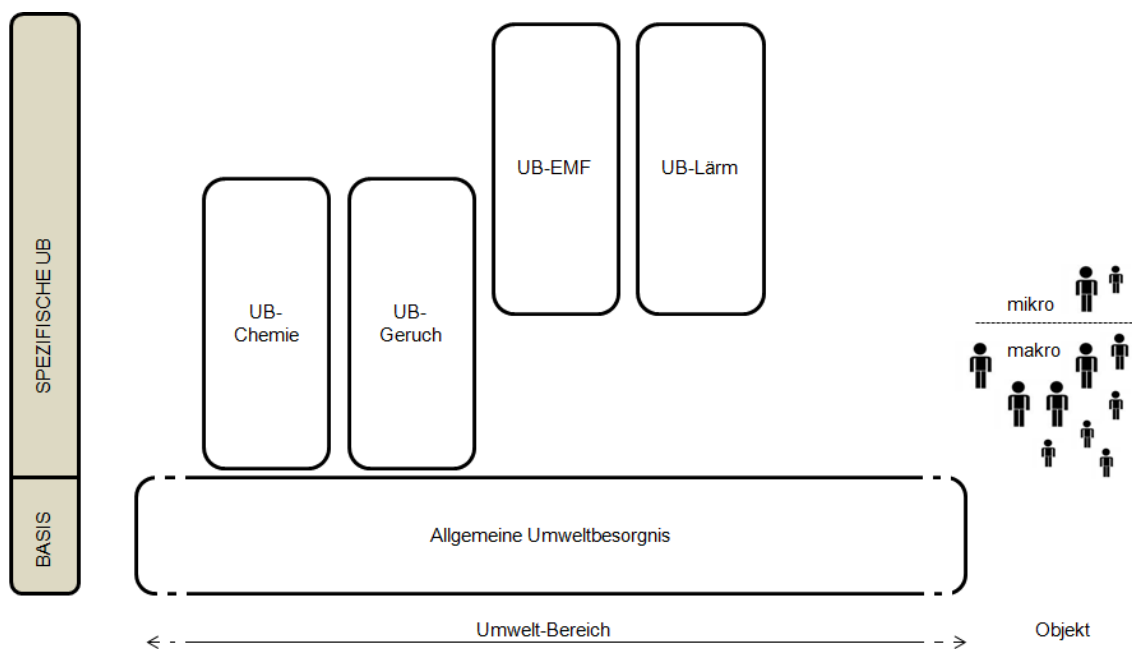 SPEZIFISCHE UB
BASIS
UB-EMF
UB-Lärm
UB-
Chemie
UB-
Geruch
mikro
makro
Allgemeine Umweltbesorgnis
Umwelt-Bereich
Objekt